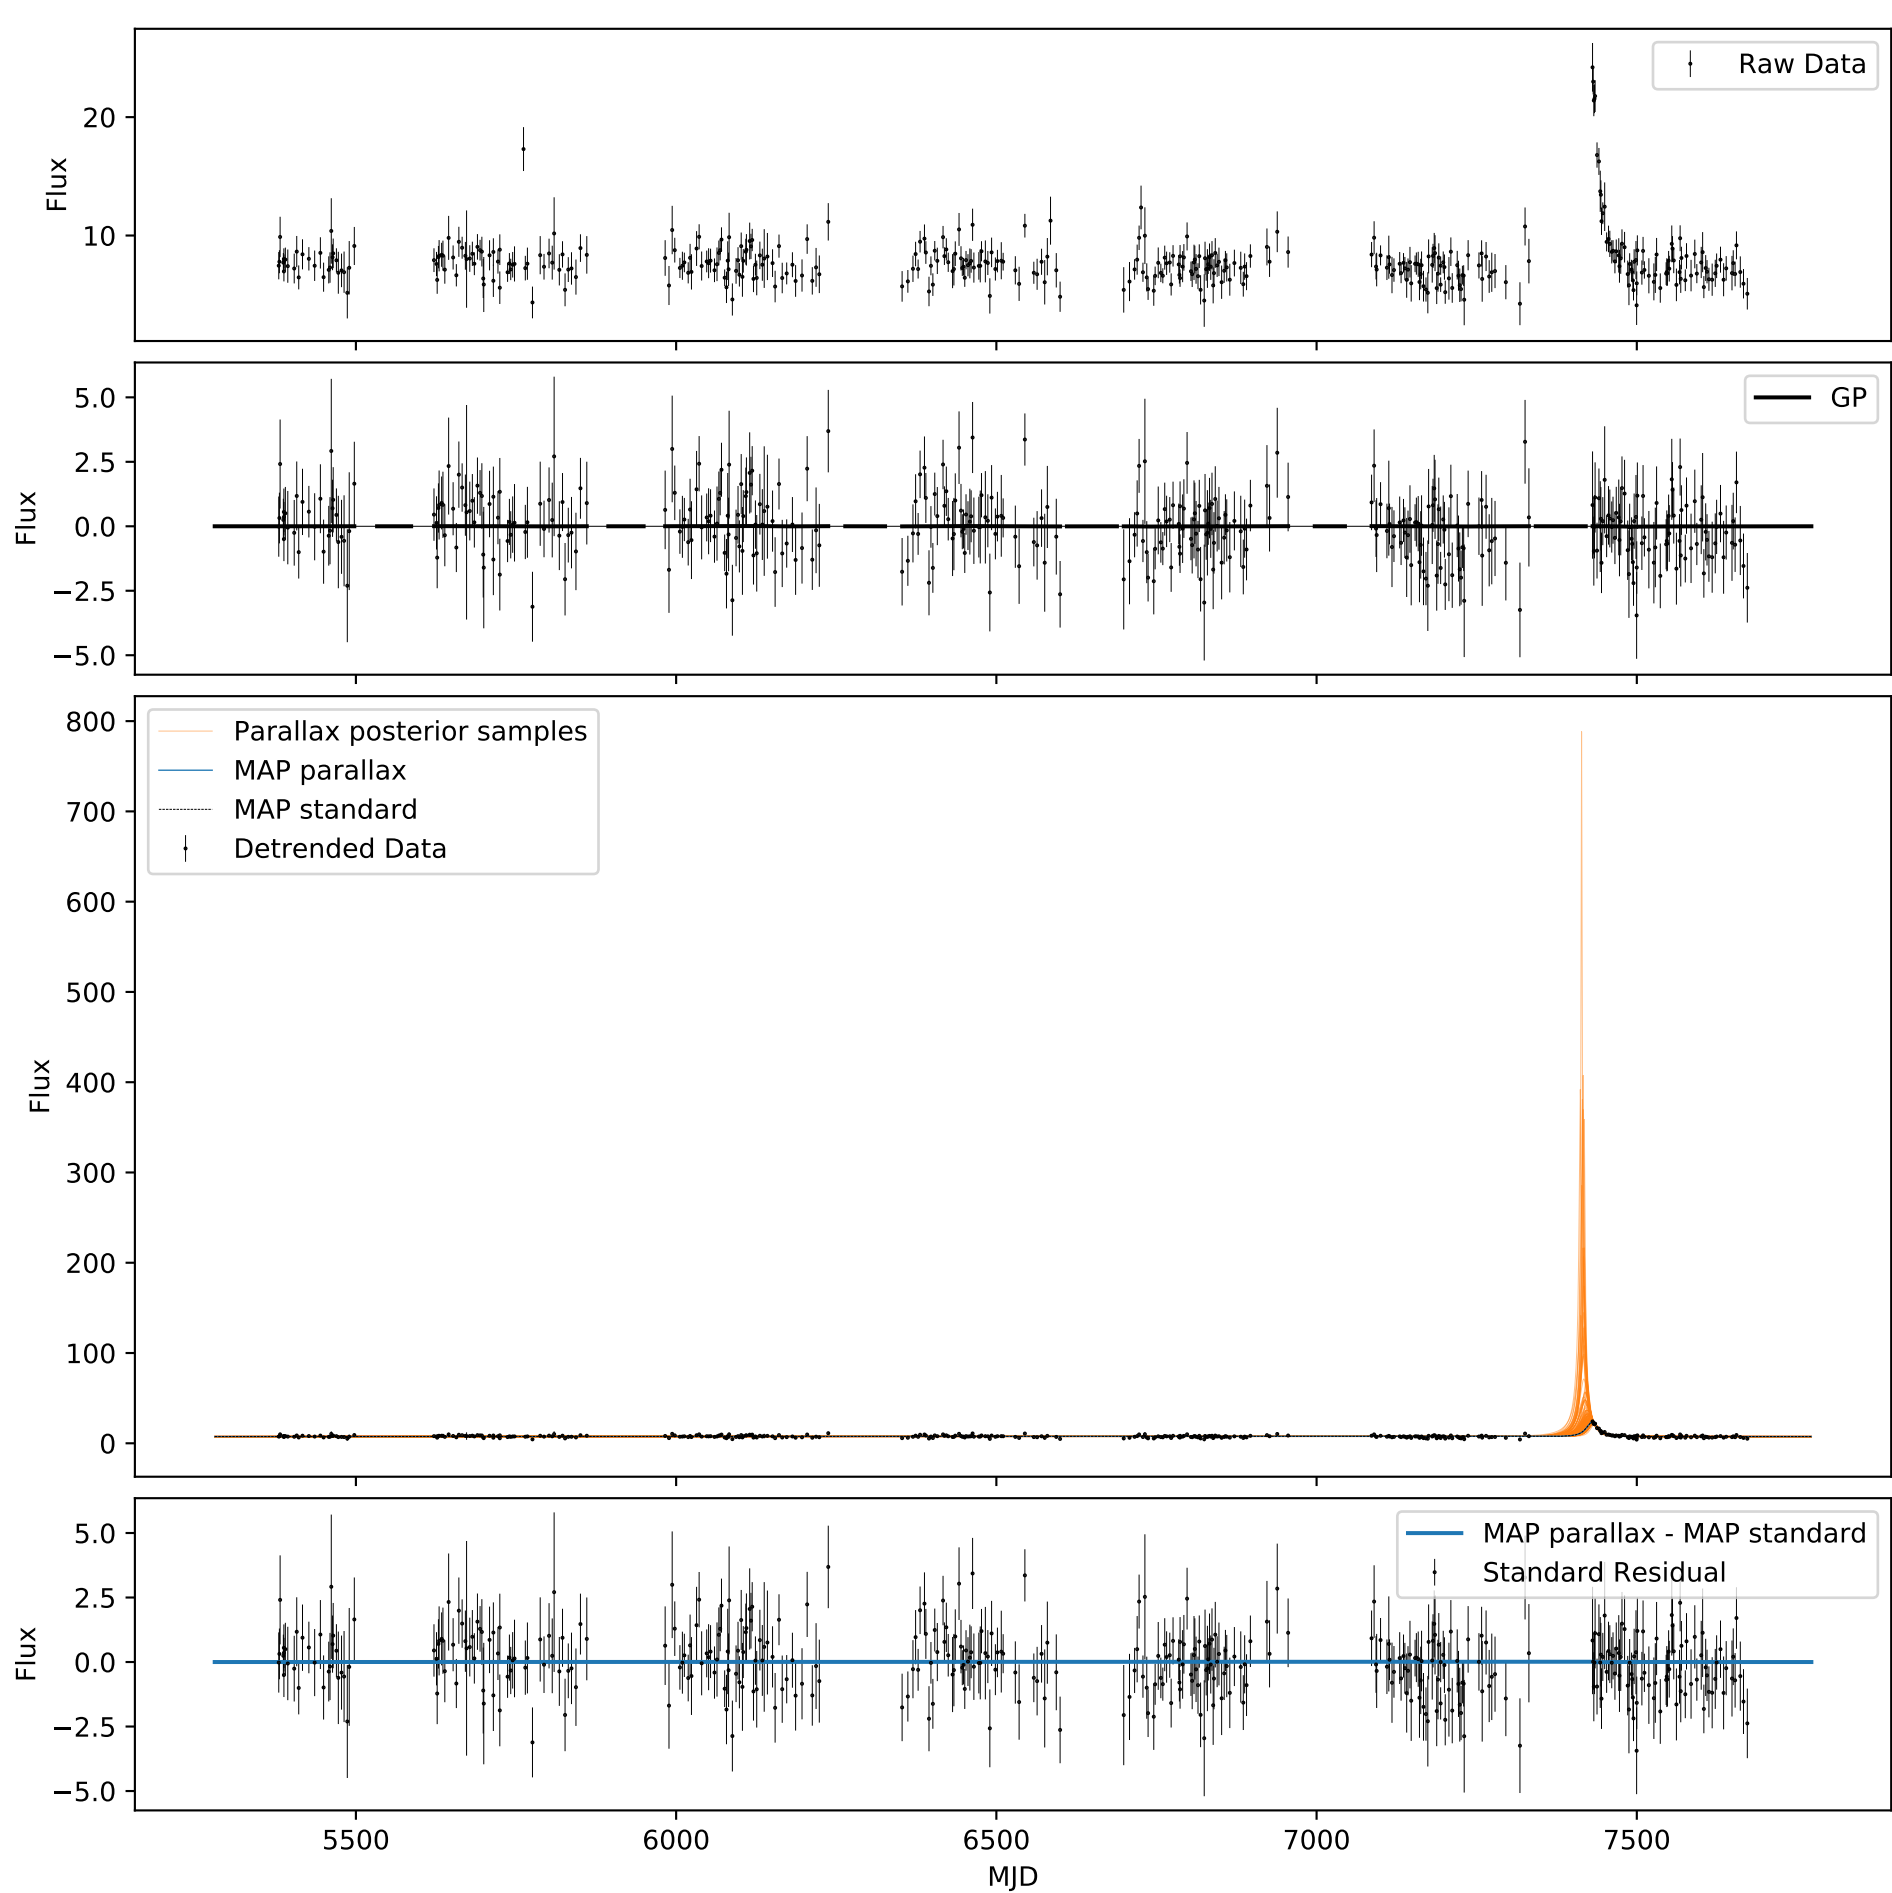 Raw Data
20
10
Flux
GP
5.0
2.5
0.0
−2.5
−5.0
Flux
Parallax posterior samples
MAP parallax
MAP standard
Detrended Data
800
700
600
500
400
300
200
100
0
Flux
MAP parallax - MAP standard
Standard Residual
5.0
2.5
0.0
−2.5
−5.0
Flux
5500
6000
6500
7000
7500
MJD